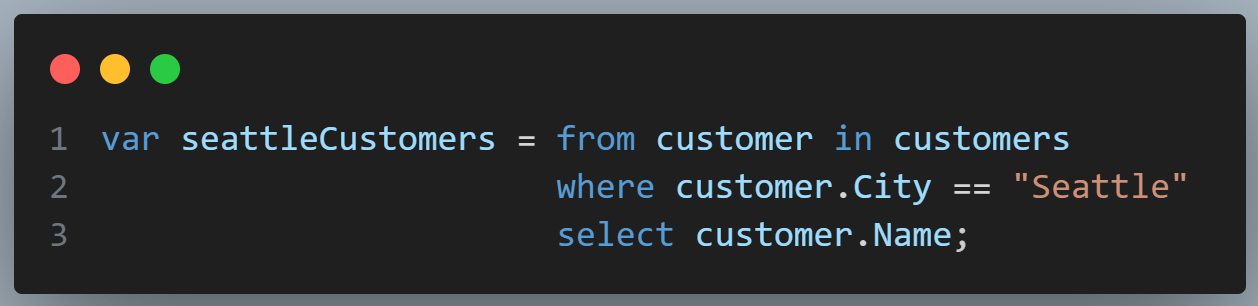 1 var seattleCustomers = from customer in customers
2                        where customer.City == "Seattle"
3                        select customer.Name;